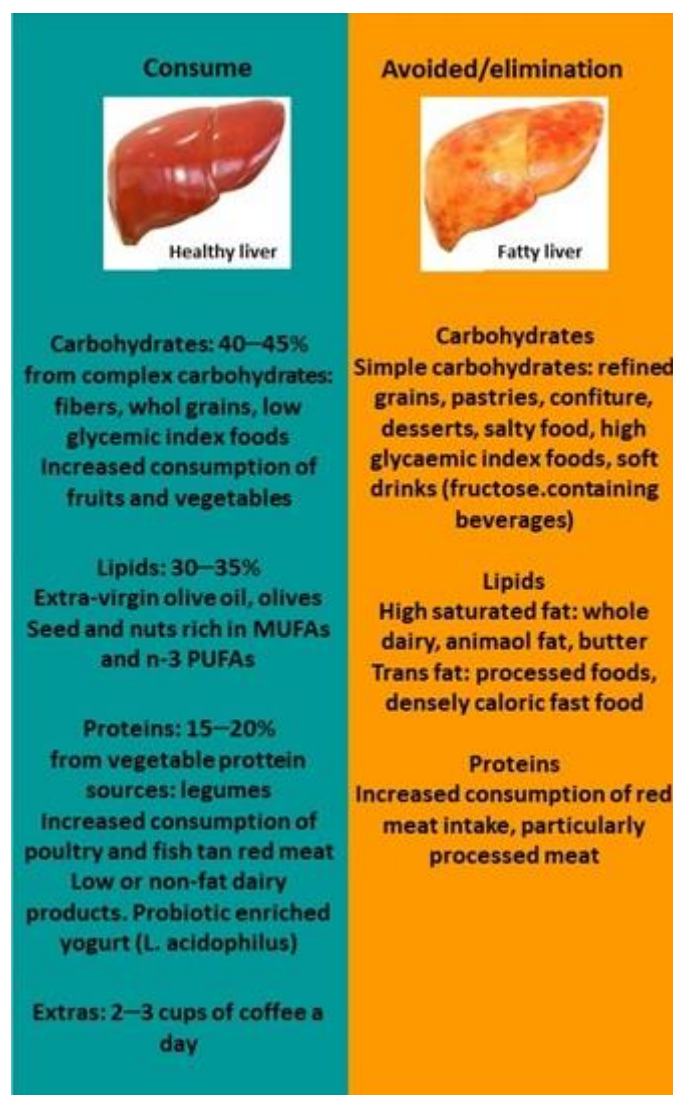 Consume
Healthy liver
Carbohydrates: 40–45%
from complex carbohydrates:
fibers, whol grains, low
glycemic index foods
Increased consumption of
fruits and vegetables
Lipids: 30–35%
Extra-virgin olive oil, olives
Seed and nuts rich in MUFAs
and n-3 PUFAs
Proteins: 15–20%
from vegetable prottein
sources: legumes
Increased consumption of
poultry and fish tan red meat
Low or non-fat dairy
products. Probiotic enriched
yogurt (L. acidophilus)
Extras: 2–3 cups of coffee a
day
Avoided/elimination
Fatty liver
Carbohydrates
Simple carbohydrates: refined
grains, pastries, confiture,
desserts, salty food, high
glycaemic index foods, soft
drinks (fructose.containing
beverages)
Lipids
High saturated fat: whole
dairy, animaol fat, butter
Trans fat: processed foods,
densely caloric fast food
Proteins
Increased consumption of red
meat intake, particularly
processed meat